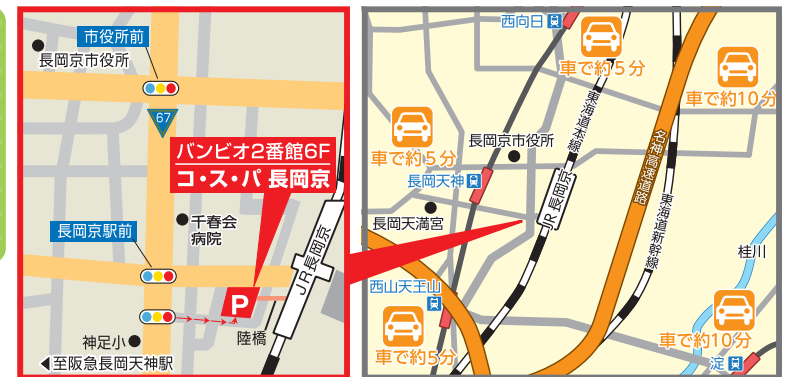 市役所前
長岡京市役所
67
バンビオ2番館6F
コ・ス・パ 長岡京
長岡京駅前
千春会
病院
JR長岡京
P
神足小
陸橋
◀至阪急長岡天神駅
西向日
車で約5分
車で約10分
東海道本線
車で約5分
長岡京市役所
名神高速道路
長岡天神
JR長岡京
東海道新幹線
長岡天満宮
桂川
西山天王山
車で約5分
車で約10分
淀